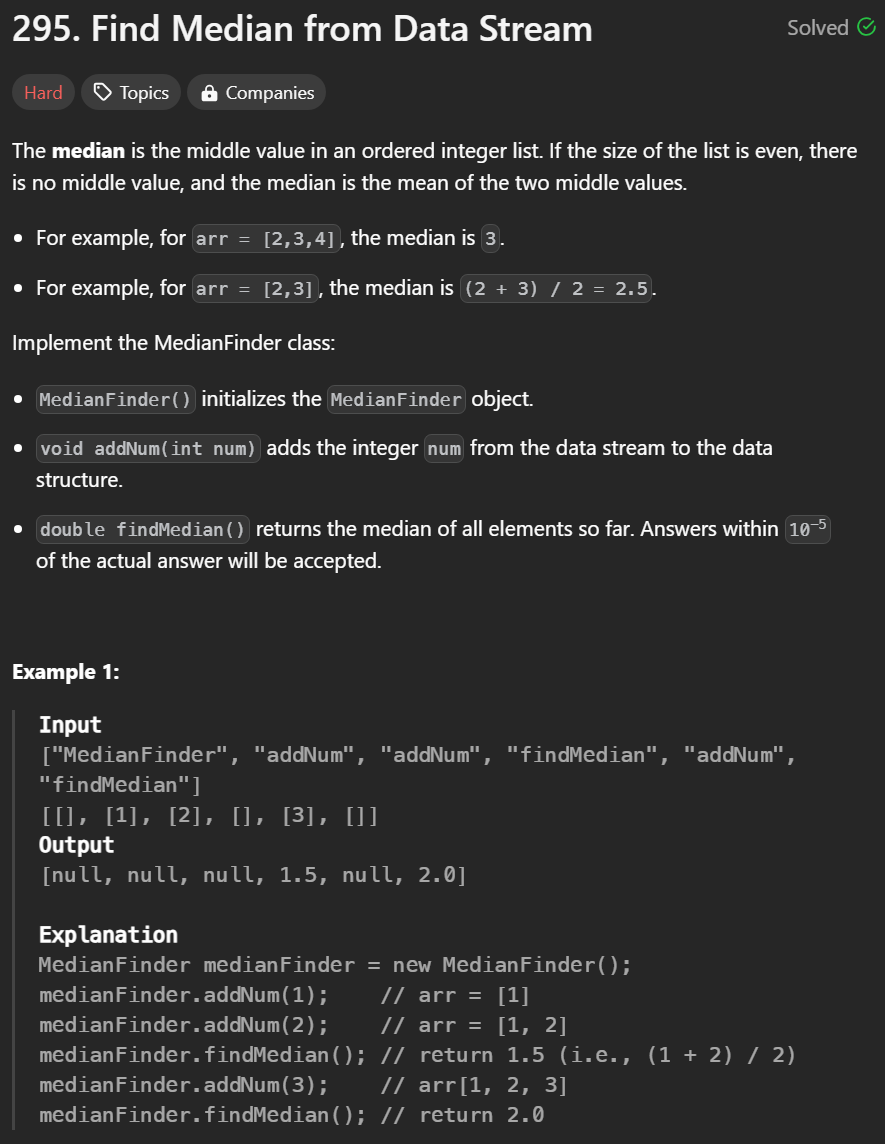 295. Find Median from Data Stream
Solved
Hard
Topics
Companies
The median is the middle value in an ordered integer list. If the size of the list is even, there
is no middle value, and the median is the mean of the two middle values.
• For example, for arr = [2,3,4], the median is 3.
• For example, for arr = [2,3], the median is (2 + 3) / 2 = 2.5.
Implement the MedianFinder class:
• MedianFinder() initializes the MedianFinder object.
• void addNum(int num) adds the integer num from the data stream to the data
structure.
• double findMedian() returns the median of all elements so far. Answers within 10⁻⁵
of the actual answer will be accepted.
Example 1:
Input
["MedianFinder", "addNum", "addNum", "findMedian", "addNum",
"findMedian"]
[[], [1], [2], [], [3], []]
Output
[null, null, null, 1.5, null, 2.0]
Explanation
MedianFinder medianFinder = new MedianFinder();
medianFinder.addNum(1);    // arr = [1]
medianFinder.addNum(2);    // arr = [1, 2]
medianFinder.findMedian(); // return 1.5 (i.e., (1 + 2) / 2)
medianFinder.addNum(3);    // arr[1, 2, 3]
medianFinder.findMedian(); // return 2.0